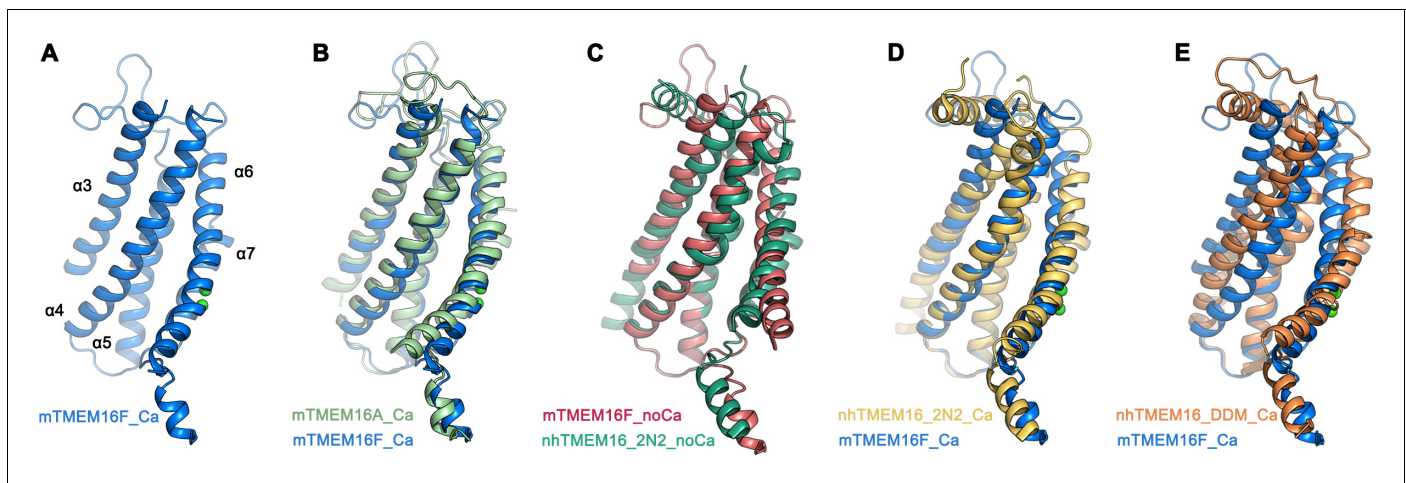 A
B
C
D
E
α3
α6
α7
α4
α5
mTMEM16F_Ca
mTMEM16A_Ca
mTMEM16F_Ca
mTMEM16F_noCa
nhTMEM16_2N2_noCa
nhTMEM16_2N2_Ca
mTMEM16F_Ca
nhTMEM16_DDM_Ca
mTMEM16F_Ca